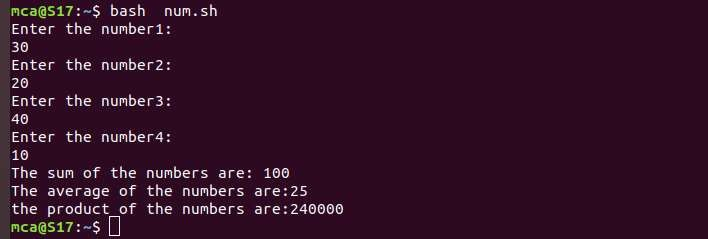 mca@S17:~$ bash  num.sh
Enter the number1:
30
Enter the number2:
20
Enter the number3:
40
Enter the number4:
10
The sum of the numbers are: 100
The average of the numbers are:25
the product of the numbers are:240000
mca@S17:~$